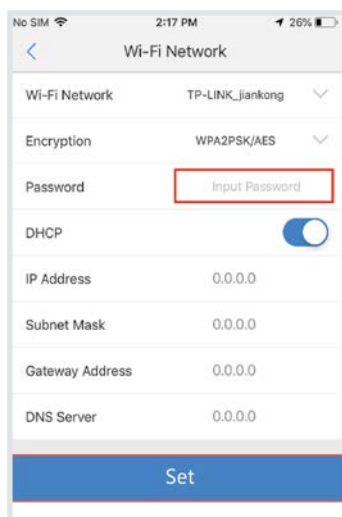 No SIM 2:17 PM 26%
Wi-Fi Network
Wi-Fi Network TP-LINK_jiankong
Encryption WPA2PSK/AES
Password Input Password
DHCP
IP Address 0.0.0.0
Subnet Mask 0.0.0.0
Gateway Address 0.0.0.0
DNS Server 0.0.0.0
Set